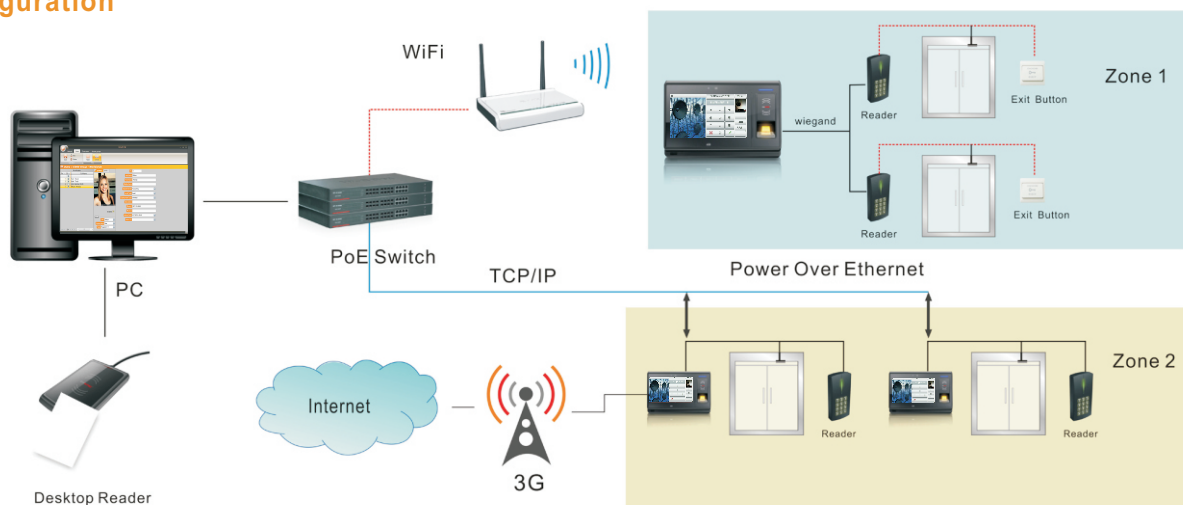 guration
WiFi
Zone 1
wiegand
Reader
Exit Button
Reader
Exit Button
PoE Switch
TCP/IP
Power Over Ethernet
PC
Zone 2
Internet
Reader
Reader
3G
Desktop Reader